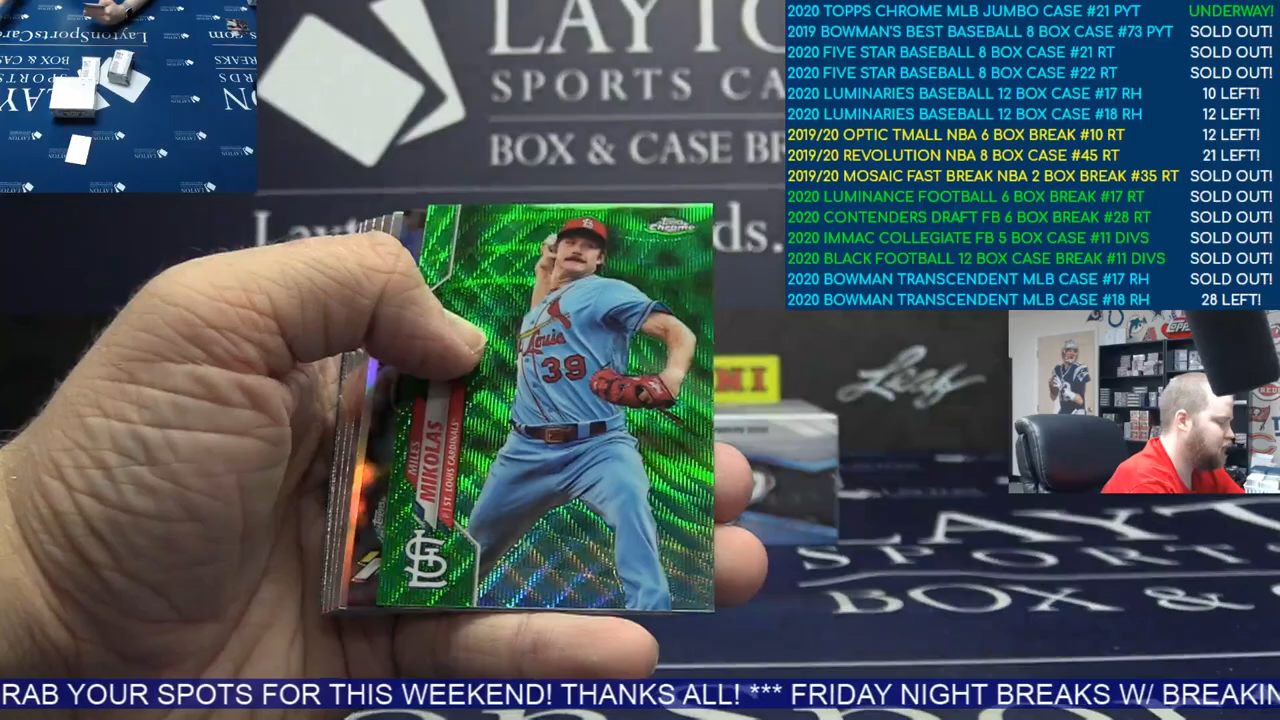 2020 TOPPS CHROME MLB JUMBO CASE #21 PYT UNDERWAY!
2019 BOWMAN'S BEST BASEBALL 8 BOX CASE #73 PYT SOLD OUT!
2020 FIVE STAR BASEBALL 8 BOX CASE #21 RT SOLD OUT!
2020 FIVE STAR BASEBALL 8 BOX CASE #22 RT SOLD OUT!
2020 LUMINARIES BASEBALL 12 BOX CASE #17 RH 10 LEFT!
2020 LUMINARIES BASEBALL 12 BOX CASE #18 RH 12 LEFT!
2019/20 OPTIC TMALL NBA 6 BOX BREAK #10 RT 12 LEFT!
2019/20 REVOLUTION NBA 8 BOX CASE #45 RT 21 LEFT!
2019/20 MOSAIC FAST BREAK NBA 2 BOX BREAK #35 RT SOLD OUT!
2020 LUMINANCE FOOTBALL 6 BOX BREAK #17 RT SOLD OUT!
2020 CONTENDERS DRAFT FB 6 BOX BREAK #28 RT SOLD OUT!
2020 IMMAC COLLEGIATE FB 5 BOX CASE #11 DIVS SOLD OUT!
2020 BLACK FOOTBALL 12 BOX CASE BREAK #11 DIVS SOLD OUT!
2020 BOWMAN TRANSCENDENT MLB CASE #17 RH SOLD OUT!
2020 BOWMAN TRANSCENDENT MLB CASE #18 RH 28 LEFT!
LAYTO
SPORTS CA
BOX & CASE BR
Layto
ds.
Topps
Chrome
Louis
39
MILES
MIKOLAS
ST. LOUIS CARDINALS
STL
NI
Leaf
LAYT
SPORTS
BOX &
RAB YOUR SPOTS FOR THIS WEEKEND! THANKS ALL! *** FRIDAY NIGHT BREAKS W/ BREAKIN